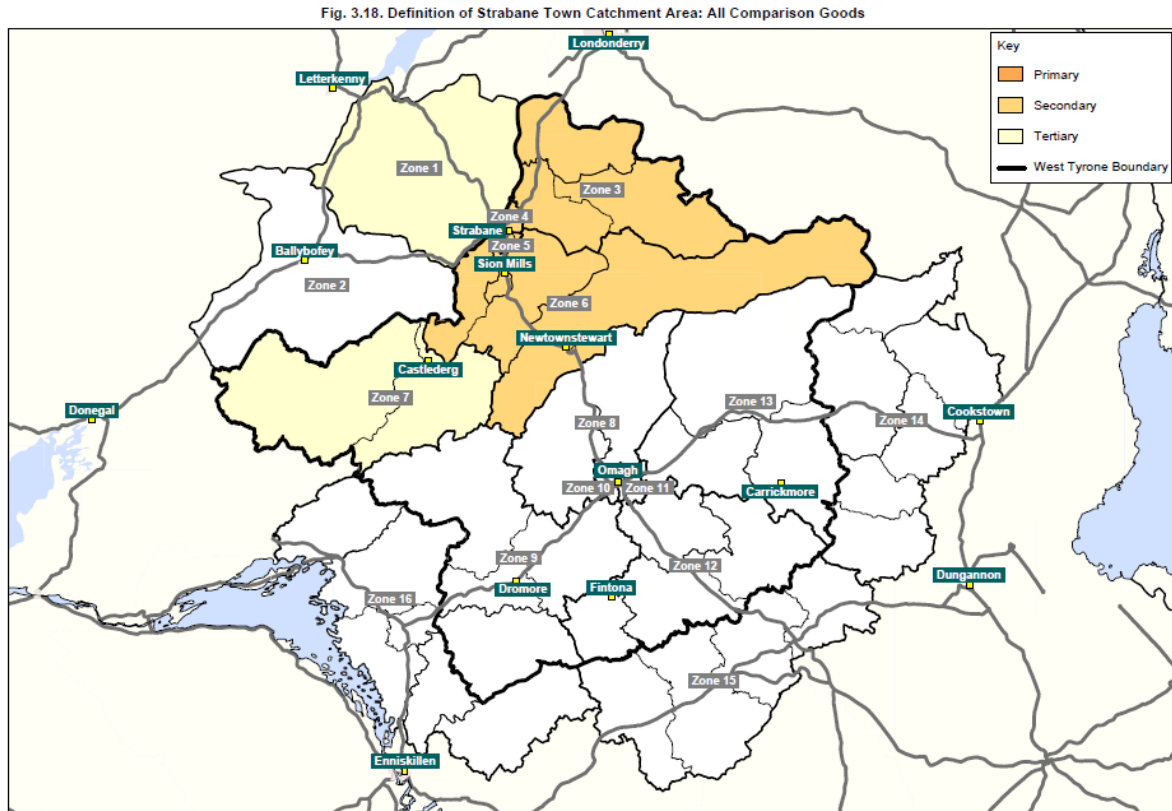 Fig. 3.18. Definition of Strabane Town Catchment Area: All Comparison Goods
Londonderry
Key
Primary
Secondary
Tertiary
West Tyrone Boundary
Letterkenny
Zone 1
Zone 3
Zone 4
Strabane
Zone 5
Ballybofey
Sion Mills
Zone 2
Zone 6
Newtownstewart
Castlederg
Zone 7
Donegal
Zone 13
Zone 8
Zone 14
Cookstown
Omagh
Zone 10
Zone 11
Carrickmore
Zone 9
Zone 12
Dromore
Fintona
Dungannon
Zone 16
Zone 15
Enniskillen